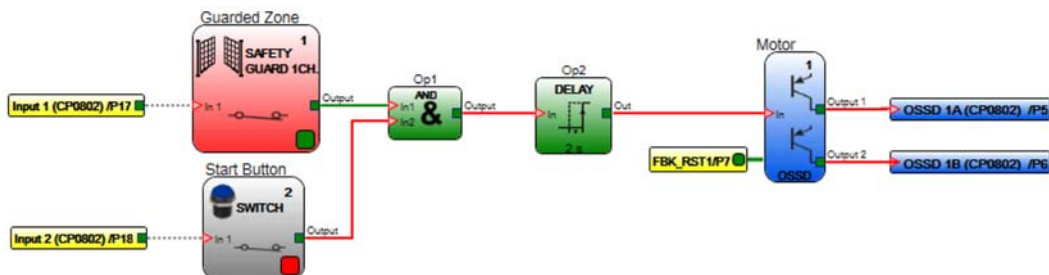 Guarded Zone
1
SAFETY
GUARD 1CH.
Input 1 (CP0802) /P17
In 1
Output
Op1
AND
&
In1
In2
Output
Op2
DELAY
In
Out
2 s
Motor
1
In
Output 1
OSSD 1A (CP0802) /P5
FBK_RST1/P7
Output 2
OSSD 1B (CP0802) /P6
OSSD
Start Button
2
SWITCH
Input 2 (CP0802) /P18
In 1
Output